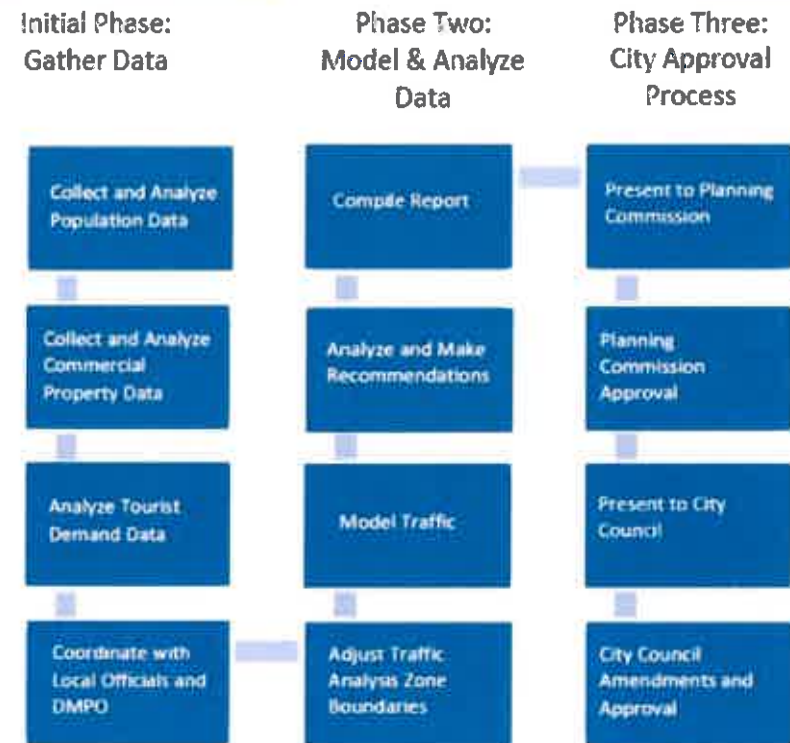 Initial Phase:
Gather Data
Collect and Analyze
Population Data
Collect and Analyze
Commercial
Property Data
Analyze Tourist
Demand Data
Coordinate with
Local Officials and
DMPO
Phase Two:
Model & Analyze
Data
Compile Report
Analyze and Make
Recommendations
Model Traffic
Adjust Traffic
Analysis Zone
Boundaries
Phase Three:
City Approval
Process
Present to Planning
Commission
Planning
Commission
Approval
Present to City
Council
City Council
Amendments and
Approval